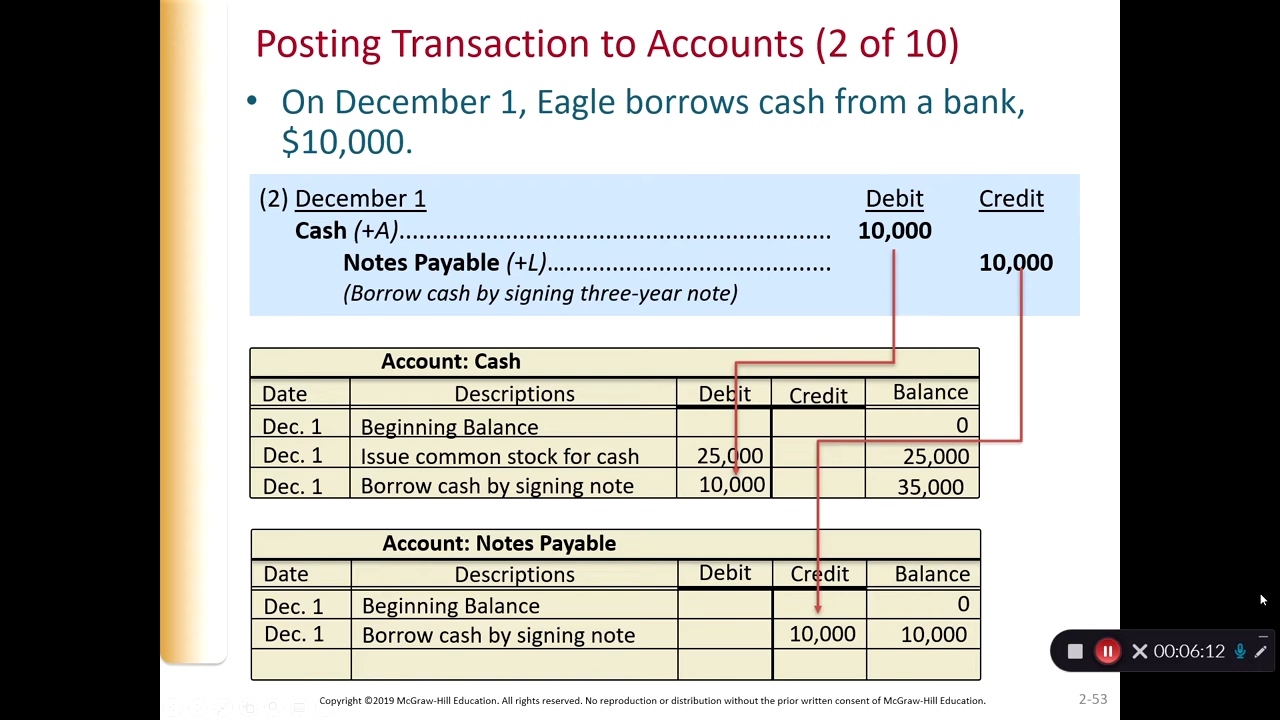 Posting Transaction to Accounts (2 of 10)
• On December 1, Eagle borrows cash from a bank,
$10,000.
(2) December 1 Debit Credit
Cash (+A)................................................................. 10,000
Notes Payable (+L)........................................... 10,000
(Borrow cash by signing three-year note)
Account: Cash
Date Descriptions Debit Credit Balance
Dec. 1 Beginning Balance 0
Dec. 1 Issue common stock for cash 25,000 25,000
Dec. 1 Borrow cash by signing note 10,000 35,000
Account: Notes Payable
Date Descriptions Debit Credit Balance
Dec. 1 Beginning Balance 0
Dec. 1 Borrow cash by signing note 10,000 10,000
00:06:12
Copyright ©2019 McGraw-Hill Education. All rights reserved. No reproduction or distribution without the prior written consent of McGraw-Hill Education. 2-53